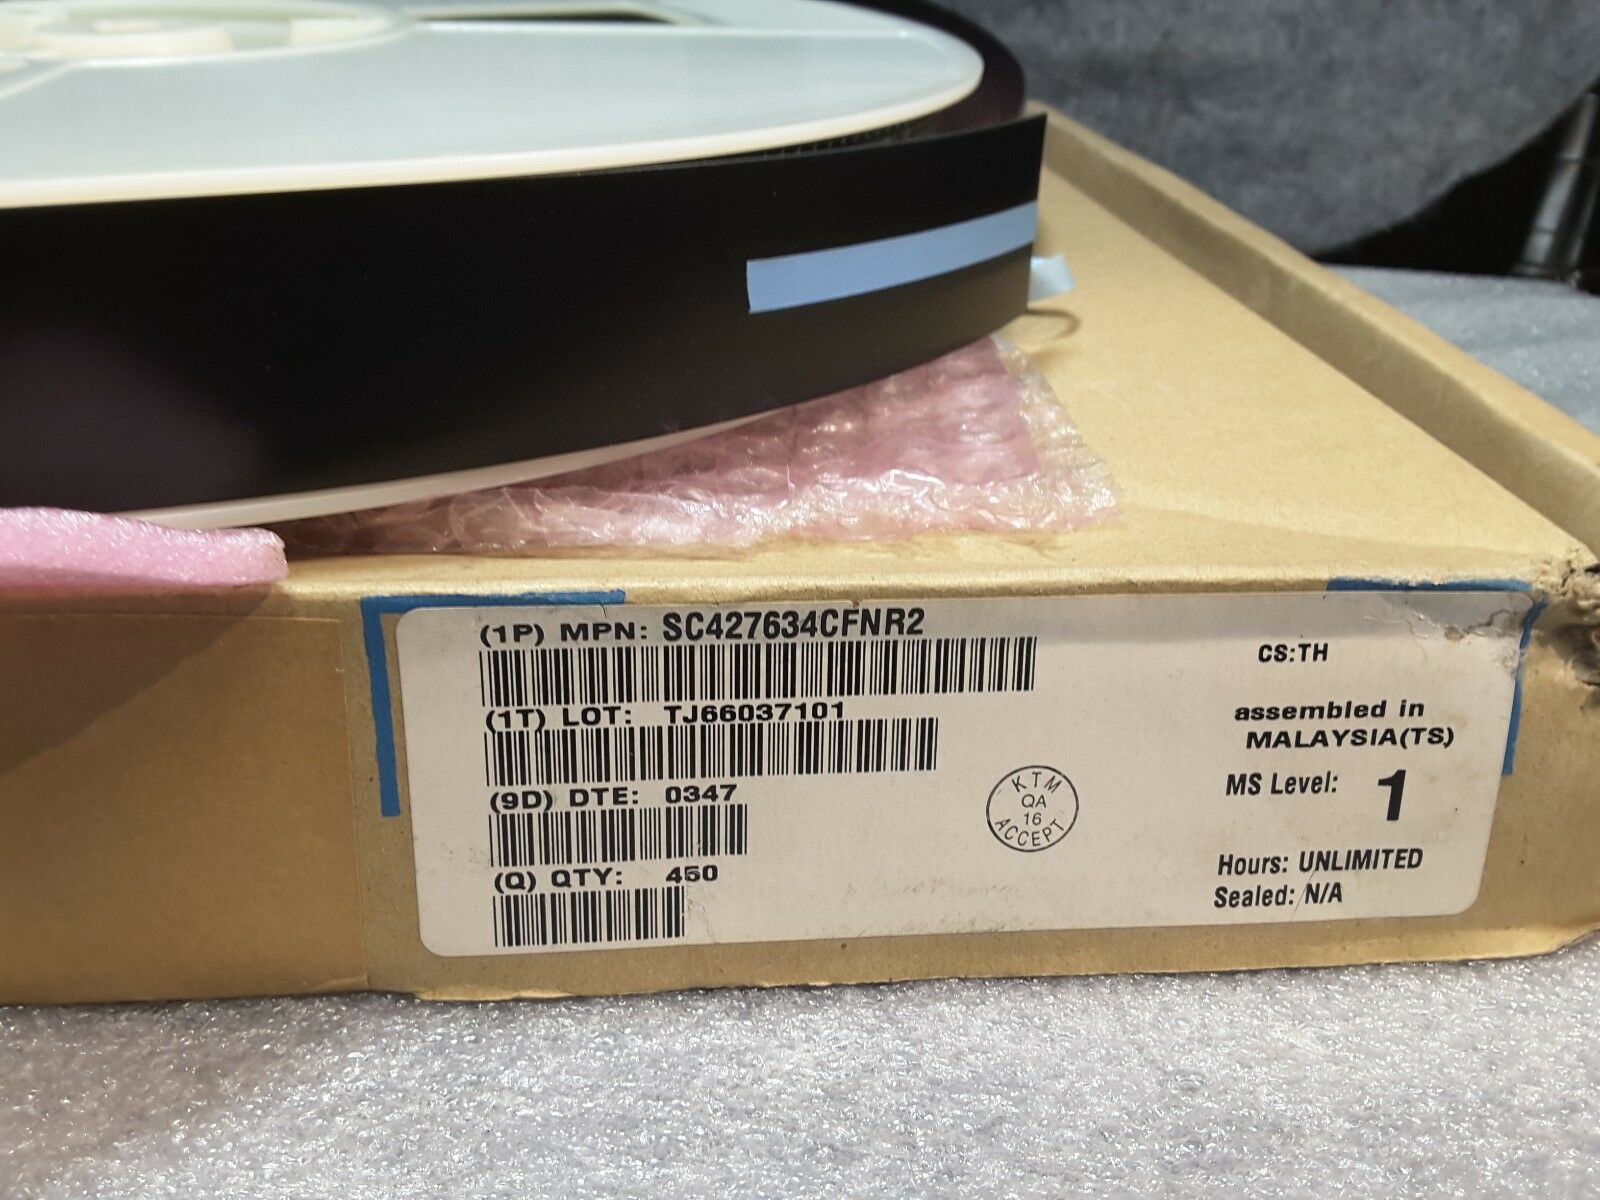 (1P) MPN: SC427634CFNR2
(1T) LOT: TJ66037101
(9D) DTE: 0347
(Q) QTY: 450
KTM
QA
16
ACCEPT
CS:TH
assembled in
MALAYSIA(TS)
MS Level: 1
Hours: UNLIMITED
Sealed: N/A